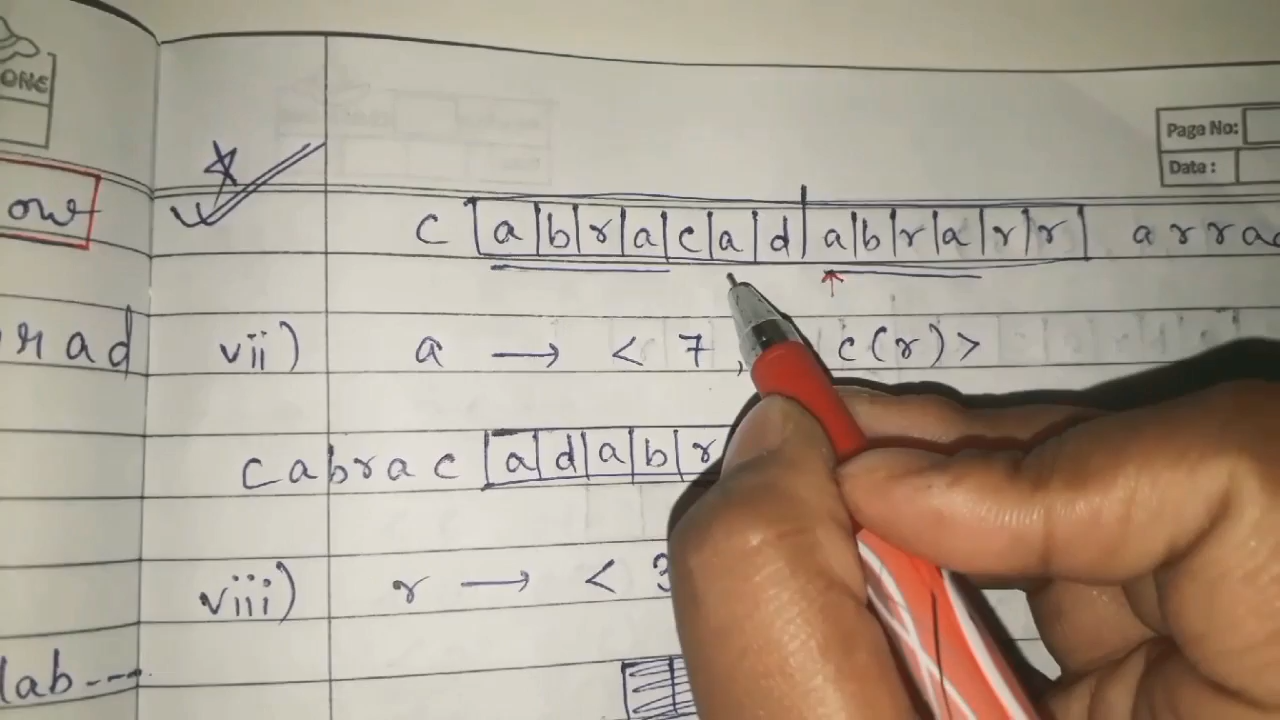 ONE
Page No:
Date :
ow
c |a|b|r|a|c|a|d|a|b|r|a|r|r| a r r a
rad vii) a → < 7 , c(r)>
c a b r a c |a|d|a|b|r
viii) r → < 3
lab---